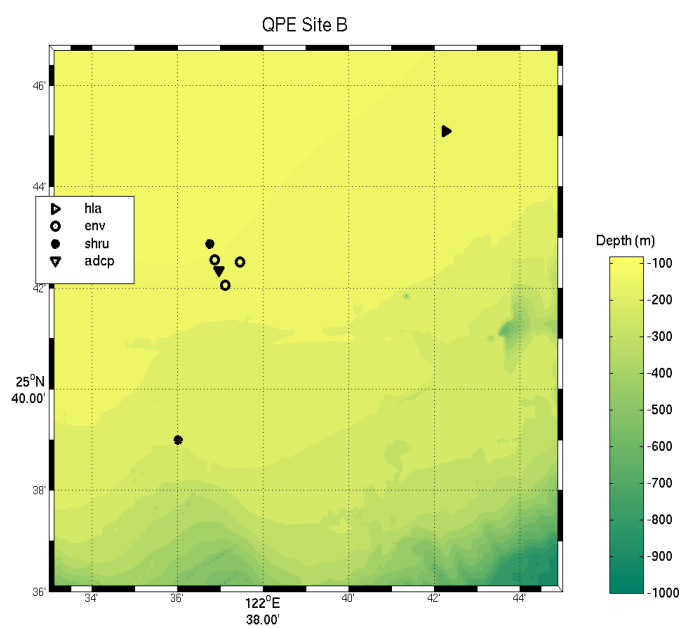 QPE Site B
46'
44'
hla
env
shru
adcp
42'
25°N
40.00'
38'
36'
34'
36'
122°E
38.00'
40'
42'
44'
Depth (m)
-100
-200
-300
-400
-500
-600
-700
-800
-900
-1000